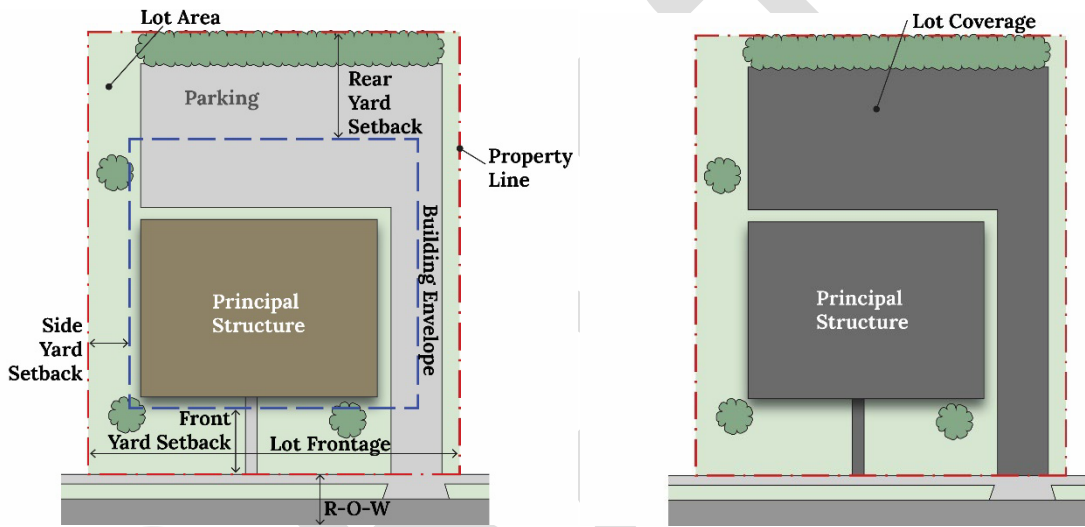 Lot Area
Parking
Rear
Yard
Setback
Property
Line
Building Envelope
Principal
Structure
Side
Yard
Setback
Front
Yard Setback
Lot Frontage
R-O-W
Lot Coverage
Principal
Structure